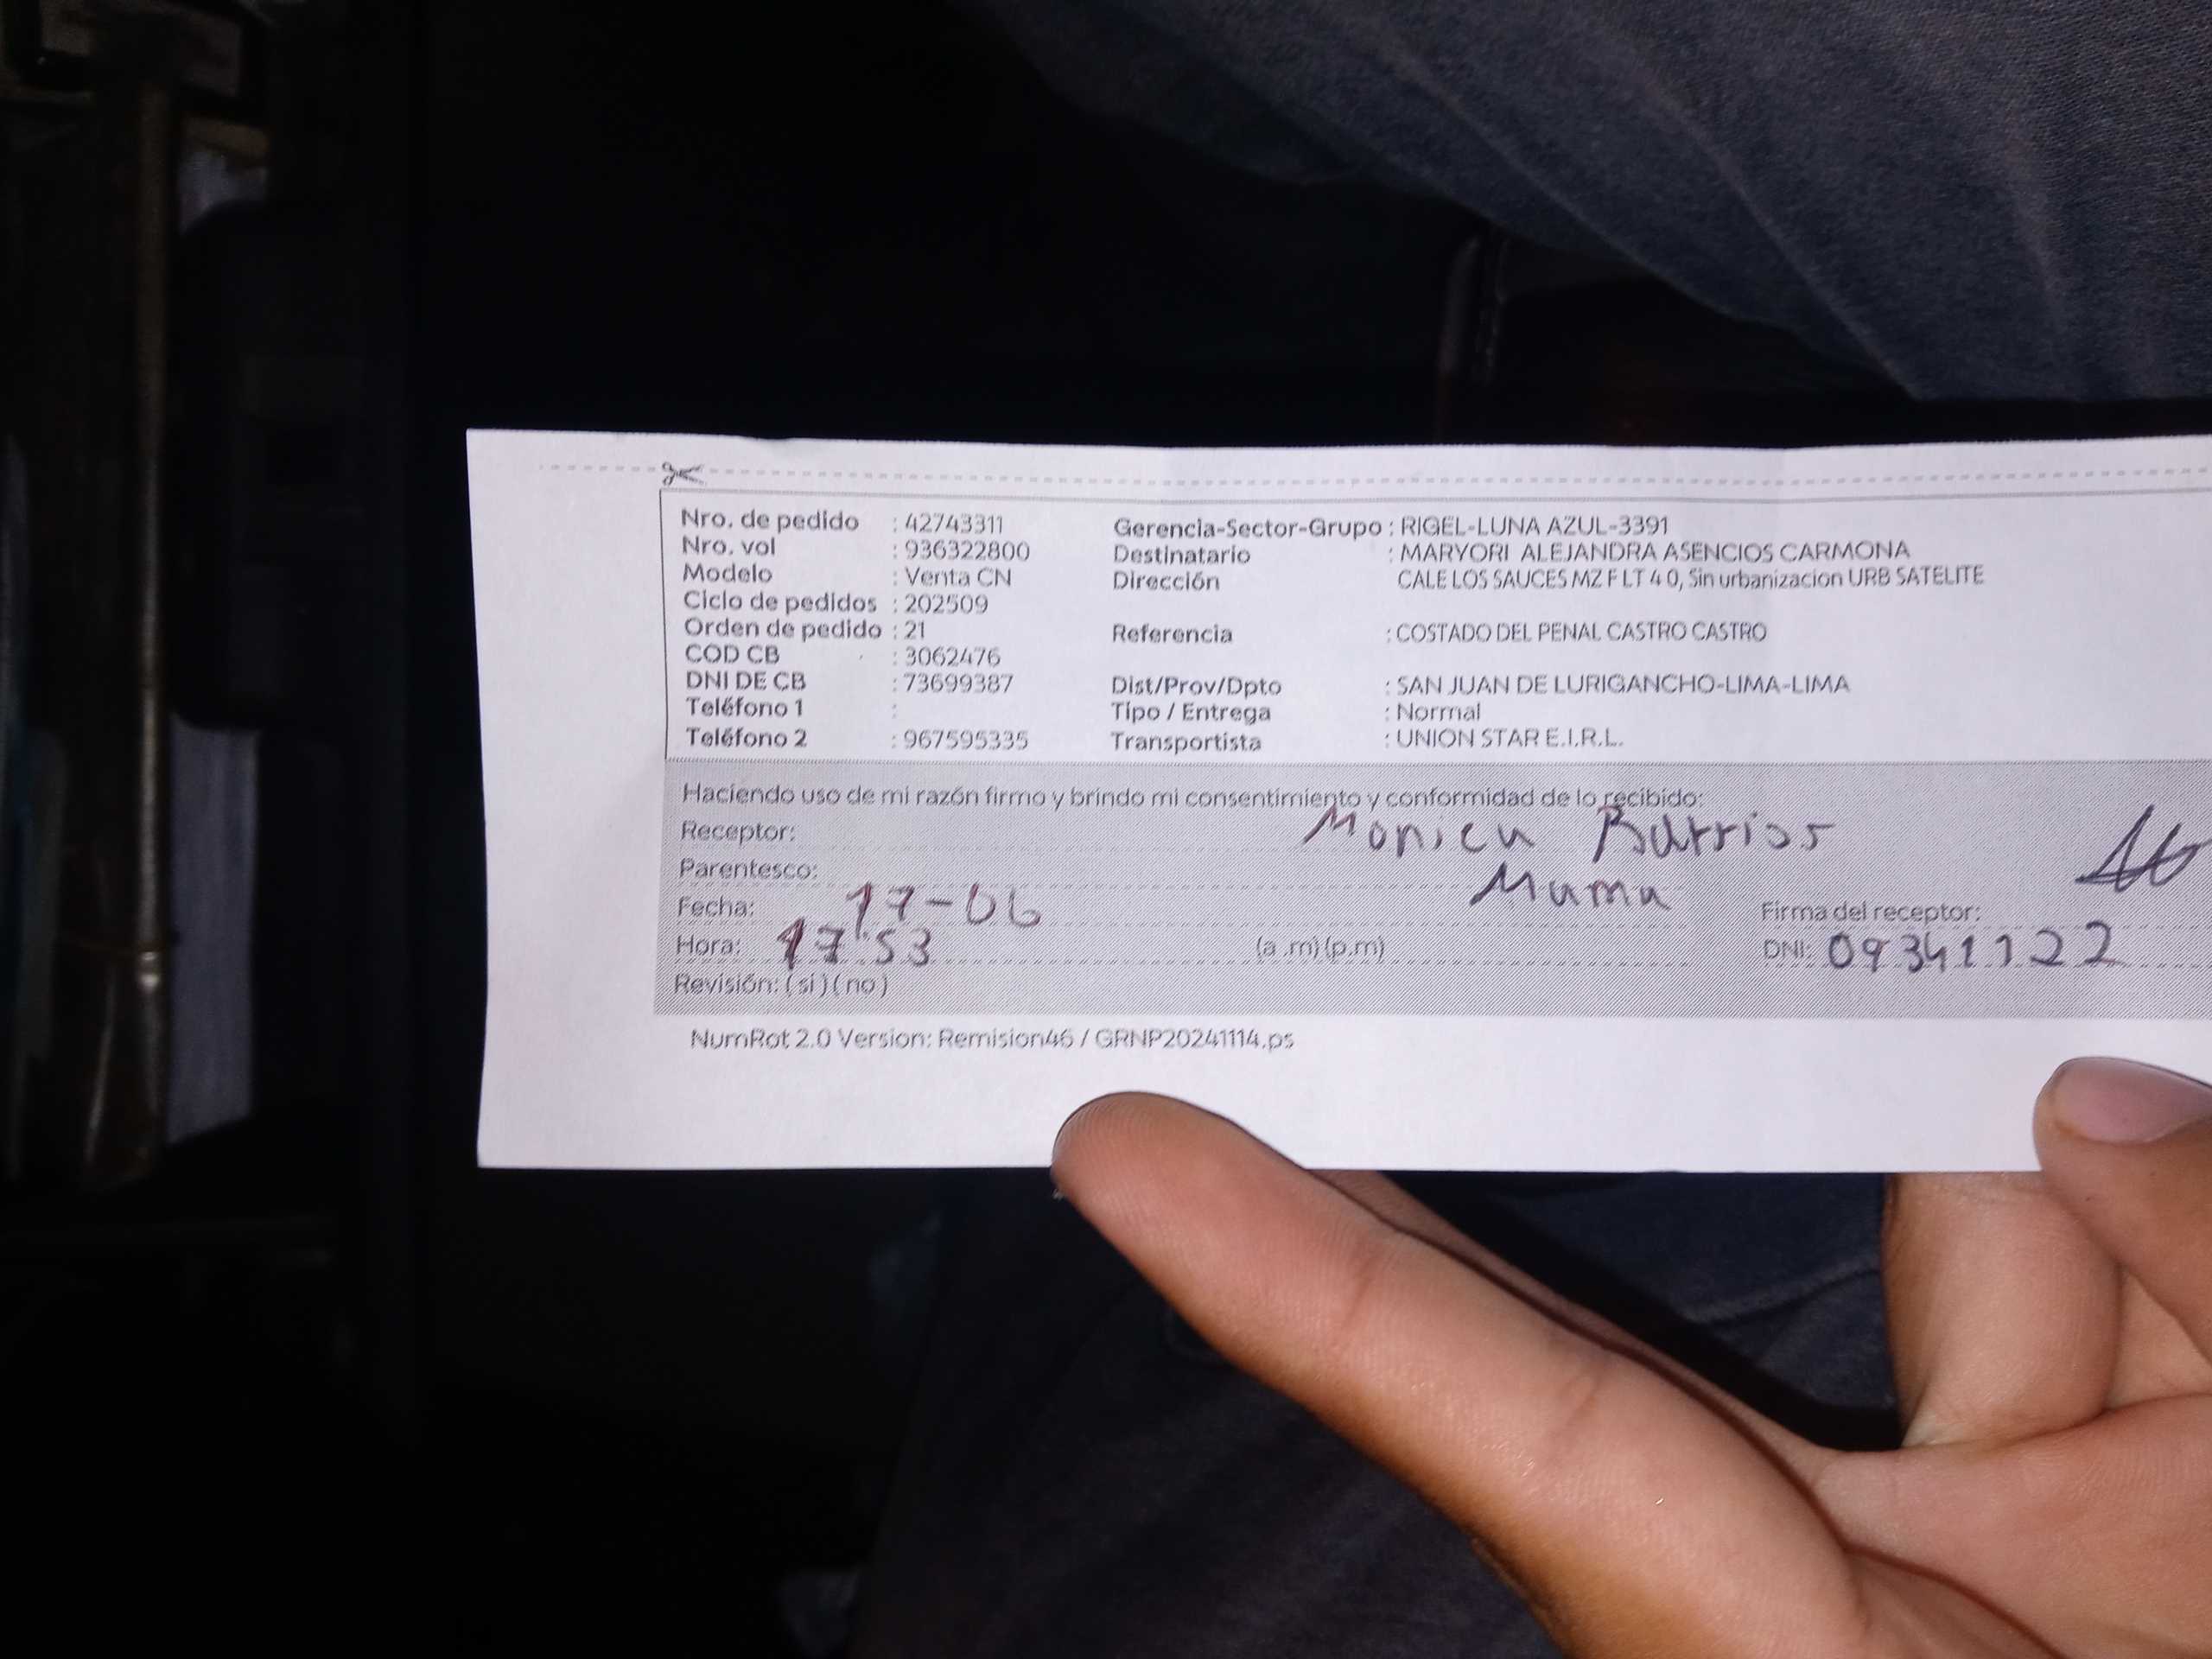 Nro. de pedido : 42743311
Nro. vol : 936322800
Modelo : Venta CN
Ciclo de pedidos : 202509
Orden de pedido : 21
COD CB : 3062476
DNI DE CB : 73699387
Teléfono 1 :
Teléfono 2 : 967595335
Gerencia-Sector-Grupo : RIGEL-LUNA AZUL-3391
Destinatario : MARYORI ALEJANDRA ASENCIOS CARMONA
Dirección CALE LOS SAUCES MZ F LT 4 0, Sin urbanizacion URB SATELITE
Referencia : COSTADO DEL PENAL CASTRO CASTRO
Dist/Prov/Dpto : SAN JUAN DE LURIGANCHO-LIMA-LIMA
Tipo / Entrega : Normal
Transportista : UNION STAR E.I.R.L.
Haciendo uso de mi razón firmo y brindo mi consentimiento y conformidad de lo recibido:
Receptor: Monica Barrios
Parentesco: Mama
Fecha: 17-06
Firma del receptor:
Hora: 17:53 (a .m) (p.m)
DNI: 09341122
Revisión: ( si ) ( no )
NumRot 2.0 Version: Remision46 / GRNP20241114.ps